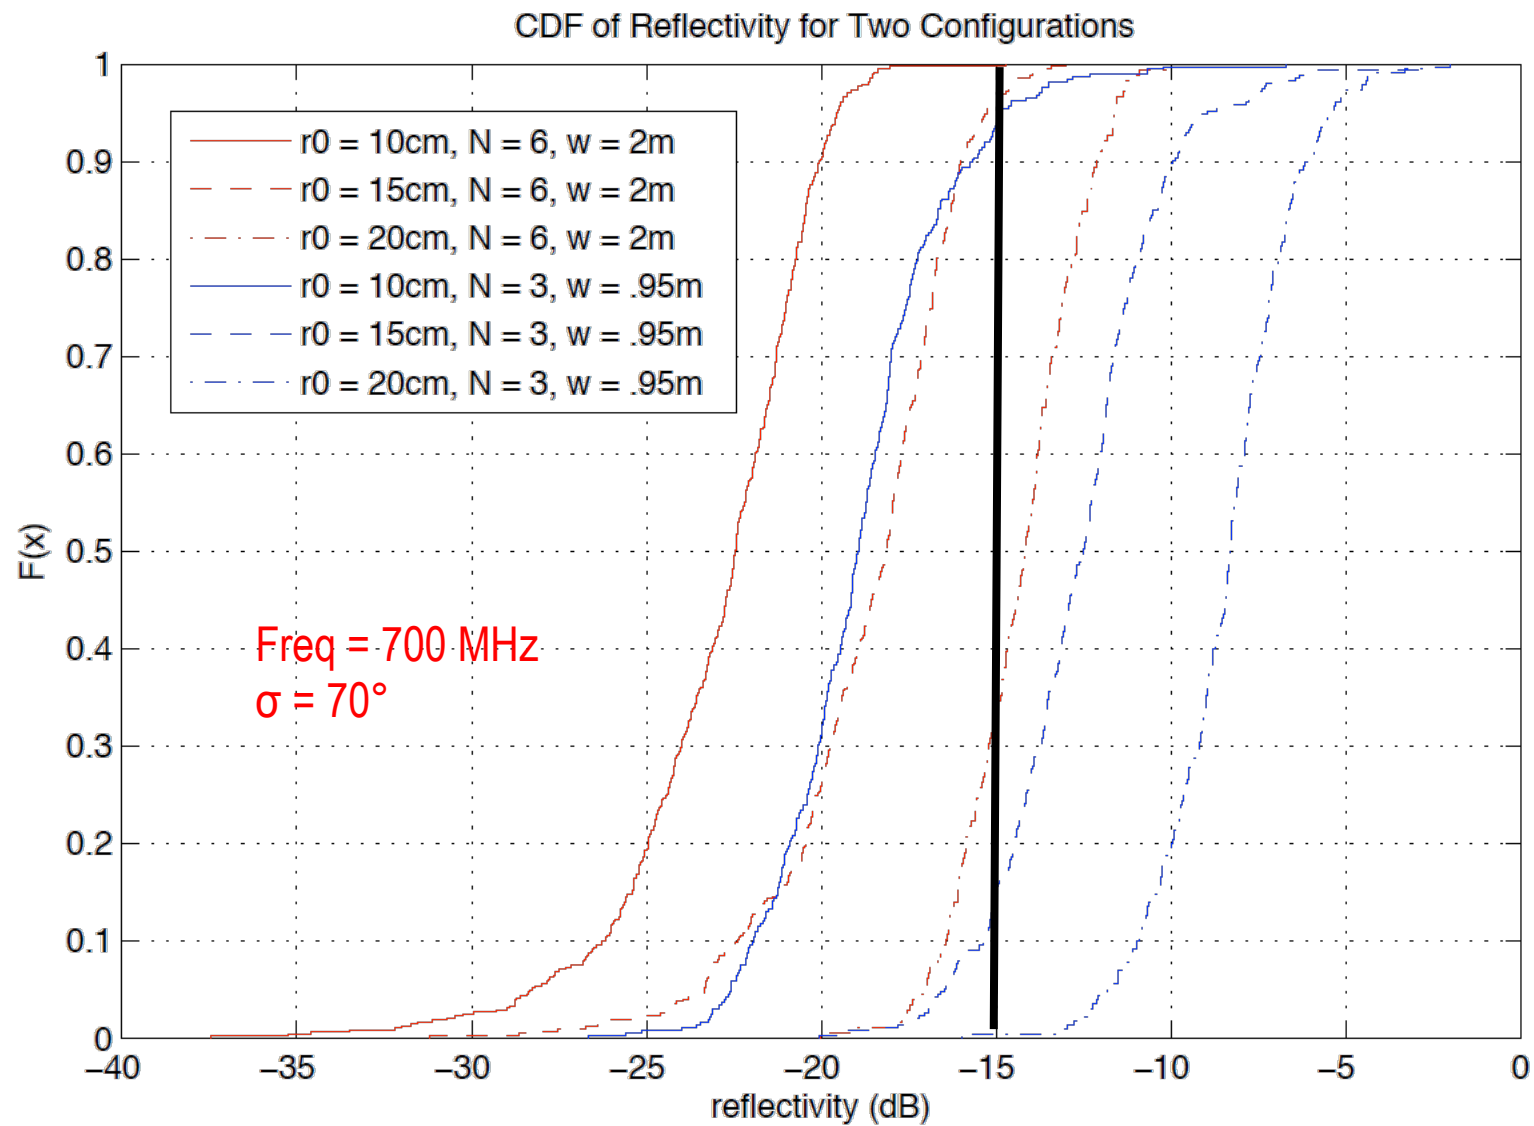 CDF of Reflectivity for Two Configurations
1
0.9
0.8
0.7
0.6
0.5
0.4
0.3
0.2
0.1
0
F(x)
r0 = 10cm, N = 6, w = 2m
r0 = 15cm, N = 6, w = 2m
r0 = 20cm, N = 6, w = 2m
r0 = 10cm, N = 3, w = .95m
r0 = 15cm, N = 3, w = .95m
r0 = 20cm, N = 3, w = .95m
Freq = 700 MHz
σ = 70°
−40 −35 −30 −25 −20 −15 −10 −5 0
reflectivity (dB)